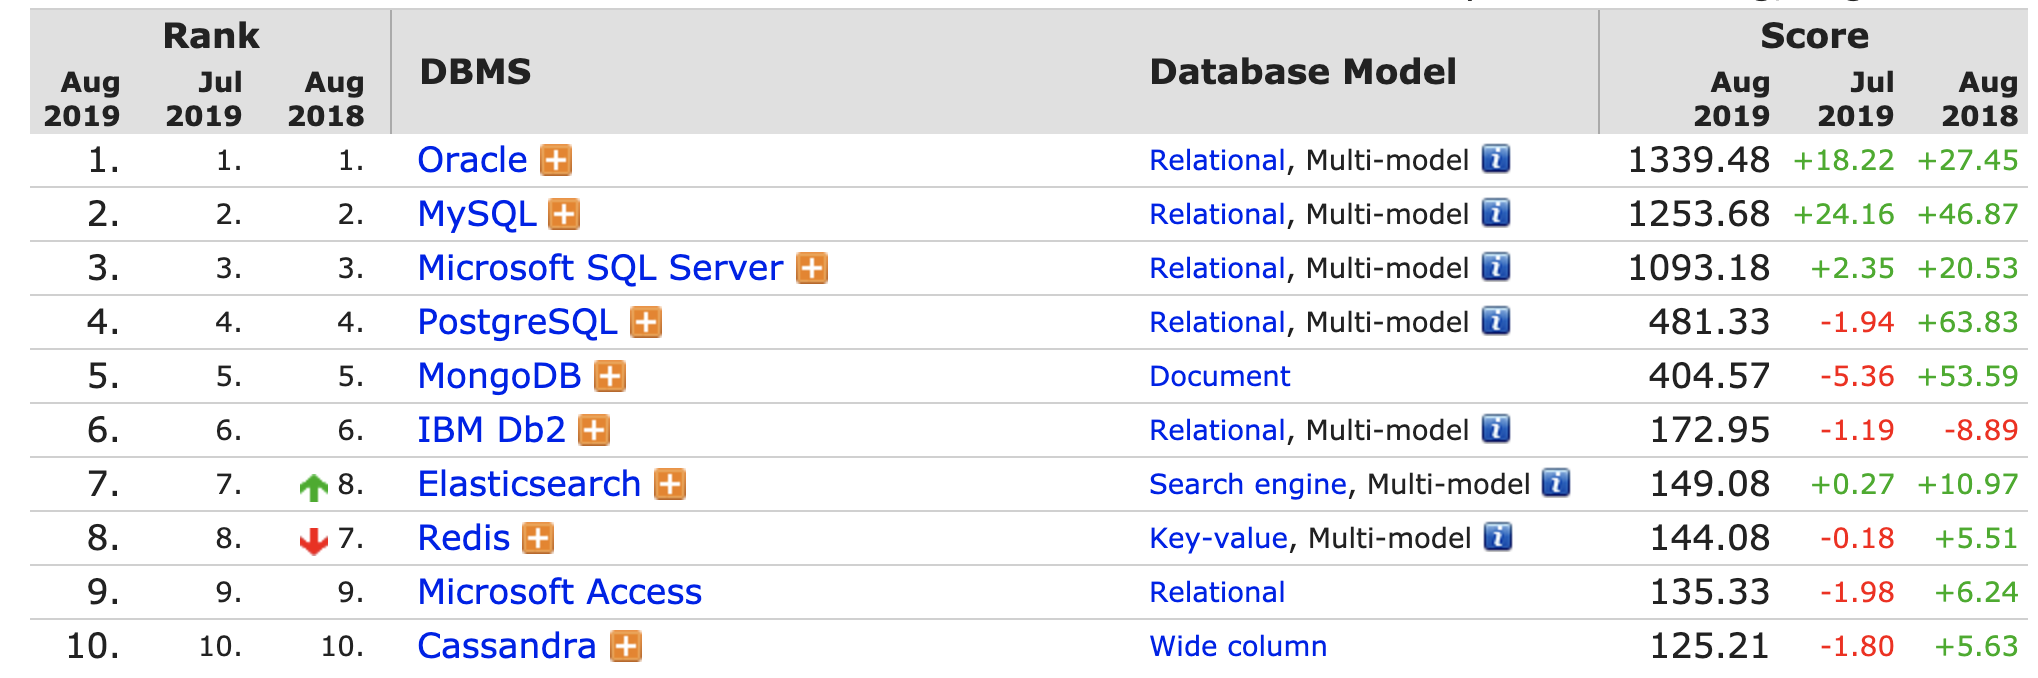 Rank Score
DBMS Database Model
Aug Jul Aug Aug Jul Aug
2019 2019 2018 2019 2019 2018
1. 1. 1. Oracle Relational, Multi-model i 1339.48 +18.22 +27.45
2. 2. 2. MySQL Relational, Multi-model i 1253.68 +24.16 +46.87
3. 3. 3. Microsoft SQL Server Relational, Multi-model i 1093.18 +2.35 +20.53
4. 4. 4. PostgreSQL Relational, Multi-model i 481.33 -1.94 +63.83
5. 5. 5. MongoDB Document 404.57 -5.36 +53.59
6. 6. 6. IBM Db2 Relational, Multi-model i 172.95 -1.19 -8.89
7. 7. 8. Elasticsearch Search engine, Multi-model i 149.08 +0.27 +10.97
8. 8. 7. Redis Key-value, Multi-model i 144.08 -0.18 +5.51
9. 9. 9. Microsoft Access Relational 135.33 -1.98 +6.24
10. 10. 10. Cassandra Wide column 125.21 -1.80 +5.63